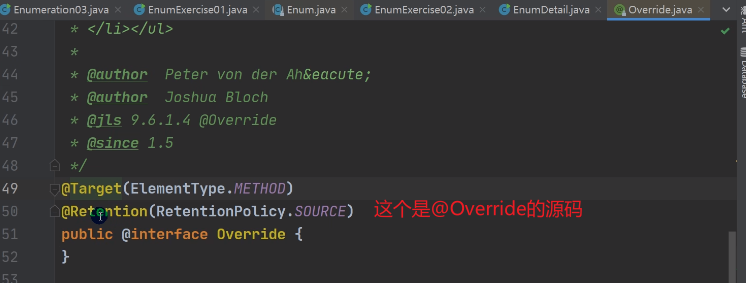 Enumeration03.java
EnumExercise01.java
Enum.java
EnumExercise02.java
EnumDetail.java
Override.java
42 * </li></ul>
43 *
44 * @author Peter von der Ah&eacute;
45 * @author Joshua Bloch
46 * @jls 9.6.1.4 @Override
47 * @since 1.5
48 */
49 @Target(ElementType.METHOD)
50 @Retention(RetentionPolicy.SOURCE) 这个是@Override的源码
51 public @interface Override {
52 }
53
Database